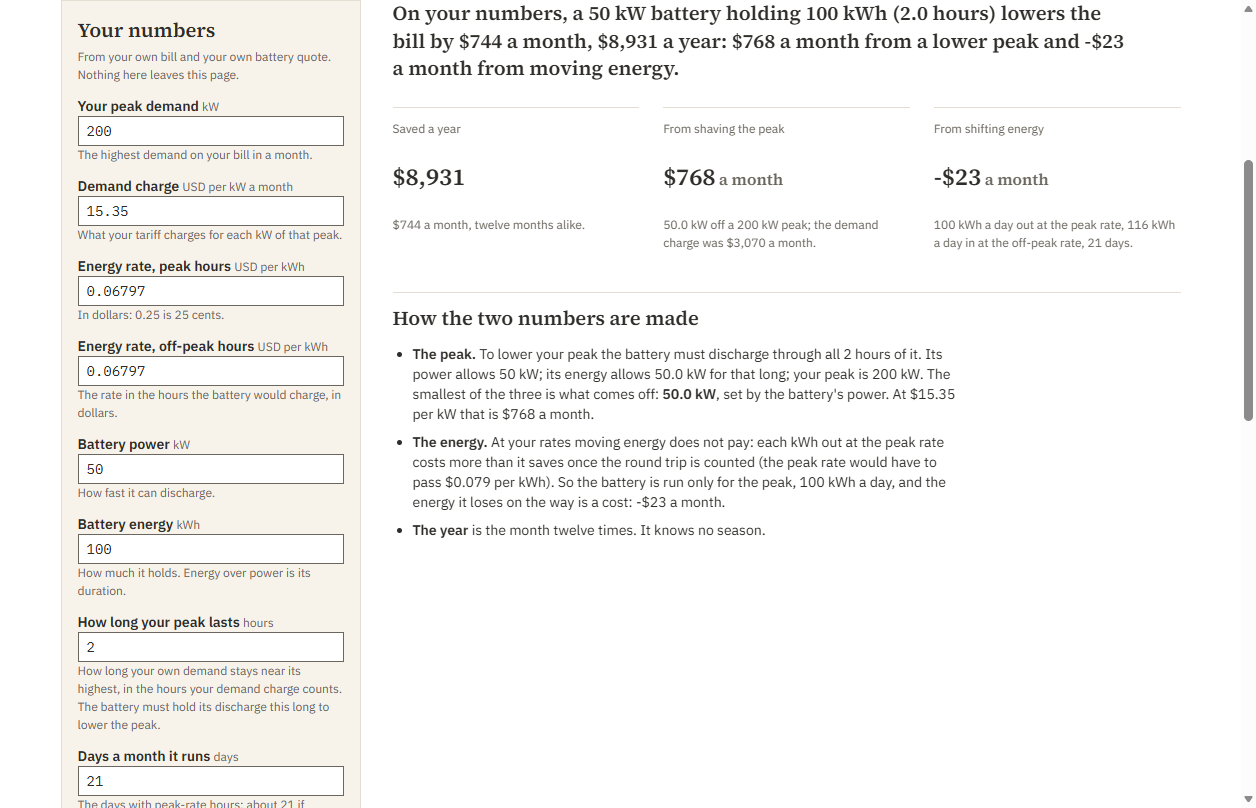 Your numbers
From your own bill and your own battery quote.
Nothing here leaves this page.
Your peak demand kW
200
The highest demand on your bill in a month.
Demand charge USD per kW a month
15.35
What your tariff charges for each kW of that peak.
Energy rate, peak hours USD per kWh
0.06797
In dollars: 0.25 is 25 cents.
Energy rate, off-peak hours USD per kWh
0.06797
The rate in the hours the battery would charge, in
dollars.
Battery power kW
50
How fast it can discharge.
Battery energy kWh
100
How much it holds. Energy over power is its
duration.
How long your peak lasts hours
2
How long your own demand stays near its
highest, in the hours your demand charge counts.
The battery must hold its discharge this long to
lower the peak.
Days a month it runs days
21
The days with peak-rate hours: about 21 if
On your numbers, a 50 kW battery holding 100 kWh (2.0 hours) lowers the
bill by $744 a month, $8,931 a year: $768 a month from a lower peak and -$23
a month from moving energy.
Saved a year
$8,931
$744 a month, twelve months alike.
From shaving the peak
$768 a month
50.0 kW off a 200 kW peak; the demand
charge was $3,070 a month.
From shifting energy
-$23 a month
100 kWh a day out at the peak rate, 116 kWh
a day in at the off-peak rate, 21 days.
How the two numbers are made
• The peak. To lower your peak the battery must discharge through all 2 hours of it. Its
power allows 50 kW; its energy allows 50.0 kW for that long; your peak is 200 kW. The
smallest of the three is what comes off: 50.0 kW, set by the battery's power. At $15.35
per kW that is $768 a month.
• The energy. At your rates moving energy does not pay: each kWh out at the peak rate
costs more than it saves once the round trip is counted (the peak rate would have to
pass $0.079 per kWh). So the battery is run only for the peak, 100 kWh a day, and the
energy it loses on the way is a cost: -$23 a month.
• The year is the month twelve times. It knows no season.